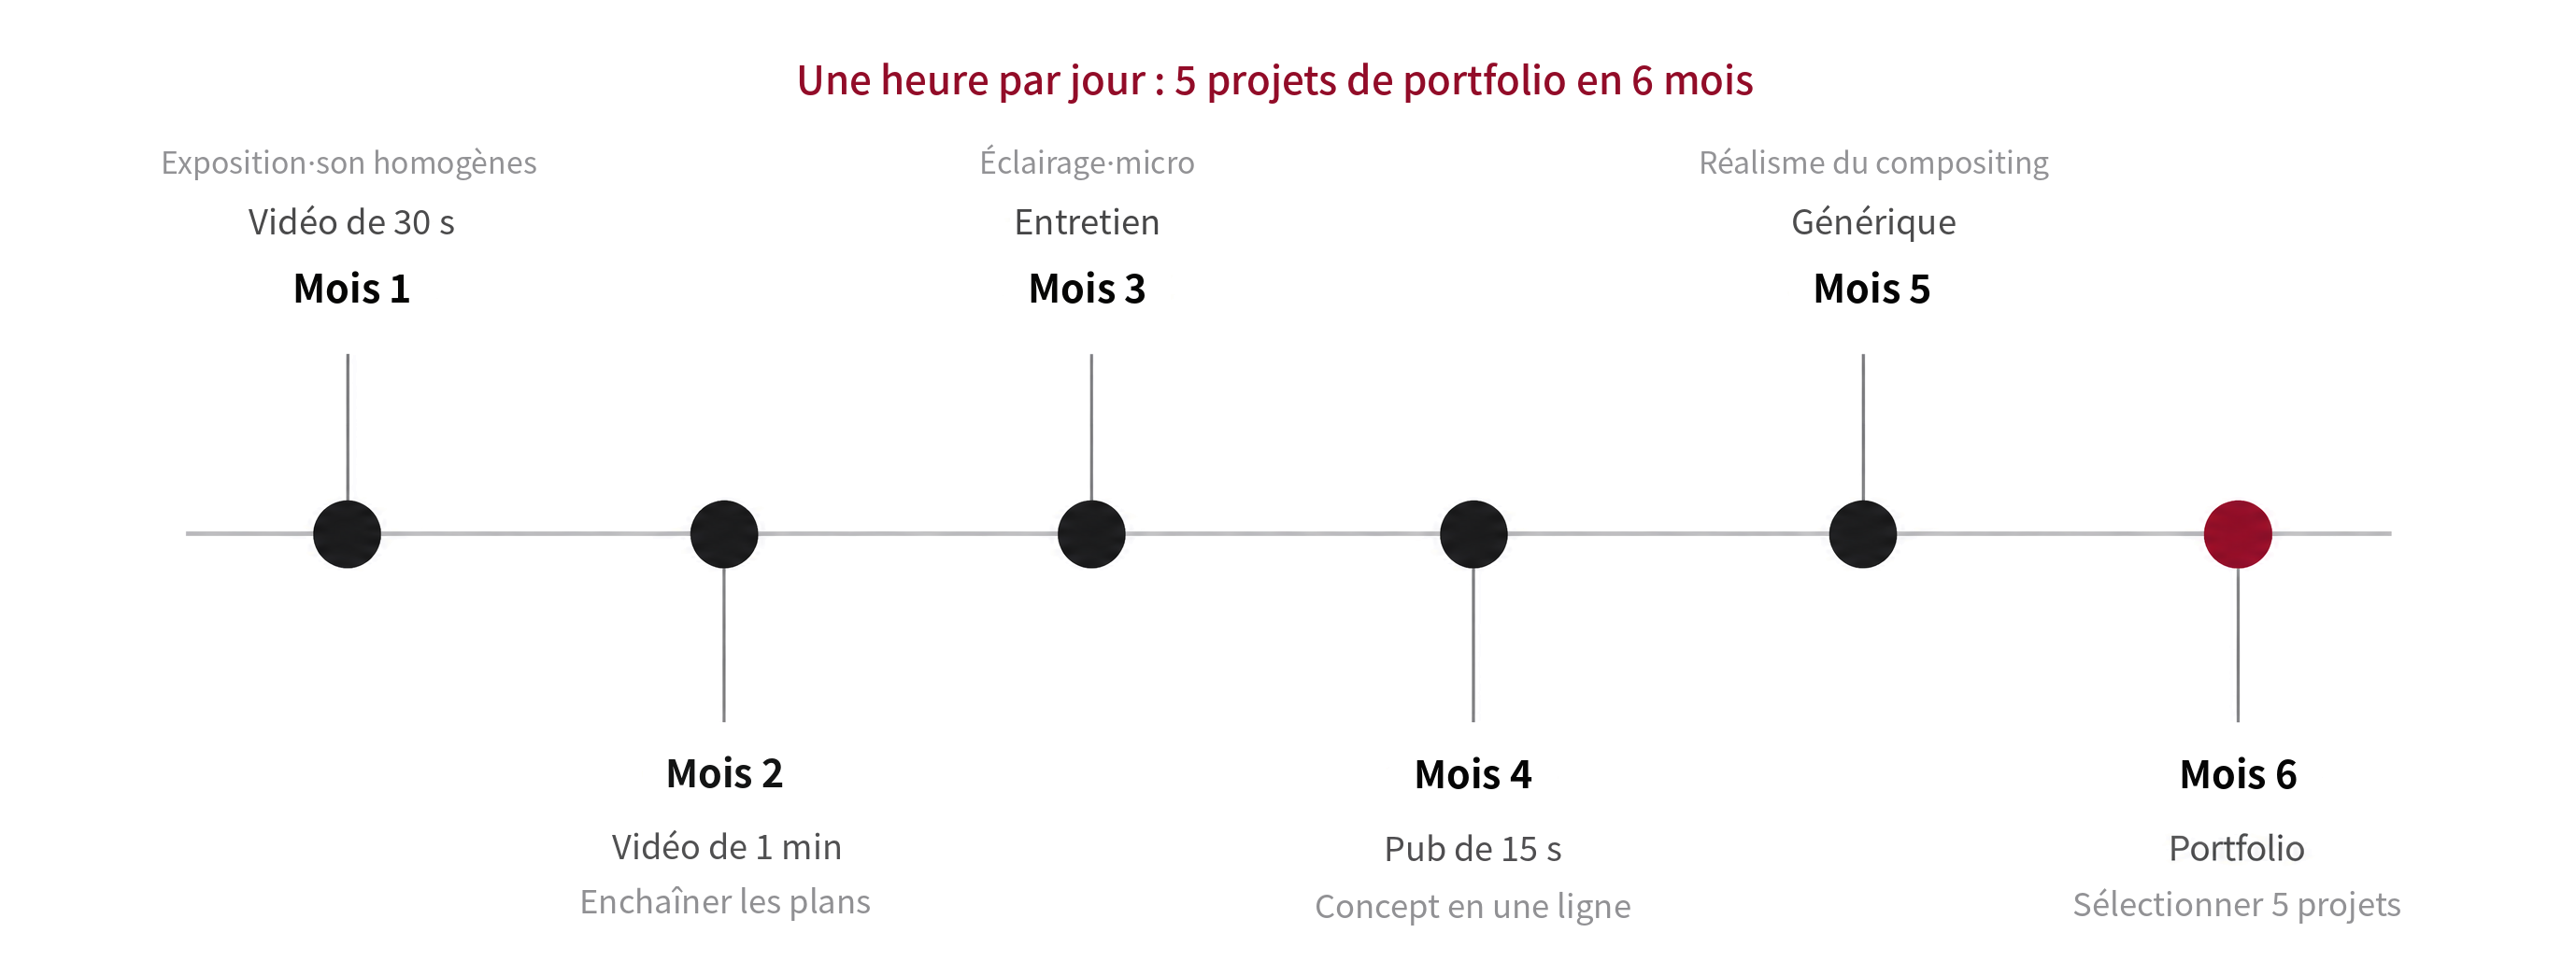 Une heure par jour : 5 projets de portfolio en 6 mois
Exposition·son homogènes
Vidéo de 30 s
Mois 1
Éclairage·micro
Entretien
Mois 3
Réalisme du compositing
Générique
Mois 5
Mois 2
Vidéo de 1 min
Enchaîner les plans
Mois 4
Pub de 15 s
Concept en une ligne
Mois 6
Portfolio
Sélectionner 5 projets